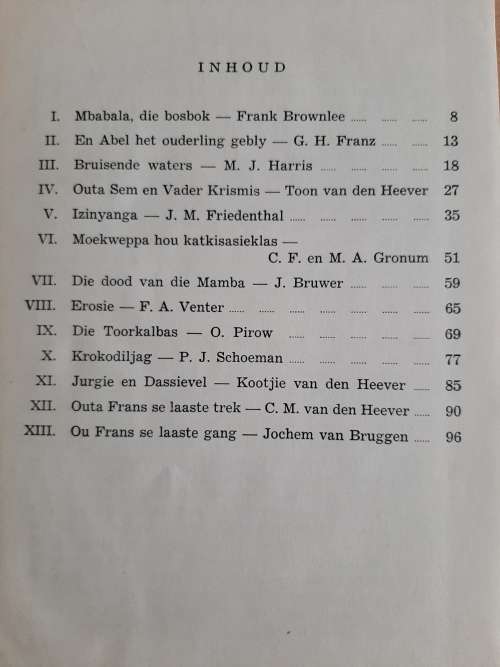 INHOUD
I. Mbabala, die bosbok — Frank Brownlee ...... ...... ...... 8
II. En Abel het ouderling gebly — G. H. Franz ...... ...... 13
III. Bruisende waters — M. J. Harris ...... ...... ...... 18
IV. Outa Sem en Vader Krismis — Toon van den Heever 27
V. Izinyanga — J. M. Friedenthal ...... ...... ...... ...... 35
VI. Moekweppa hou katkisasieklas —
C. F. en M. A. Gronum 51
VII. Die dood van die Mamba — J. Bruwer ...... ...... 59
VIII. Erosie — F. A. Venter ...... ...... ...... ...... ...... 65
IX. Die Toorkalbas — O. Pirow ...... ...... ...... ...... 69
X. Krokodiljag — P. J. Schoeman ...... ...... ...... ...... 77
XI. Jurgie en Dassievel — Kootjie van den Heever ...... 85
XII. Outa Frans se laaste trek — C. M. van den Heever ...... 90
XIII. Ou Frans se laaste gang — Jochem van Bruggen ...... 96